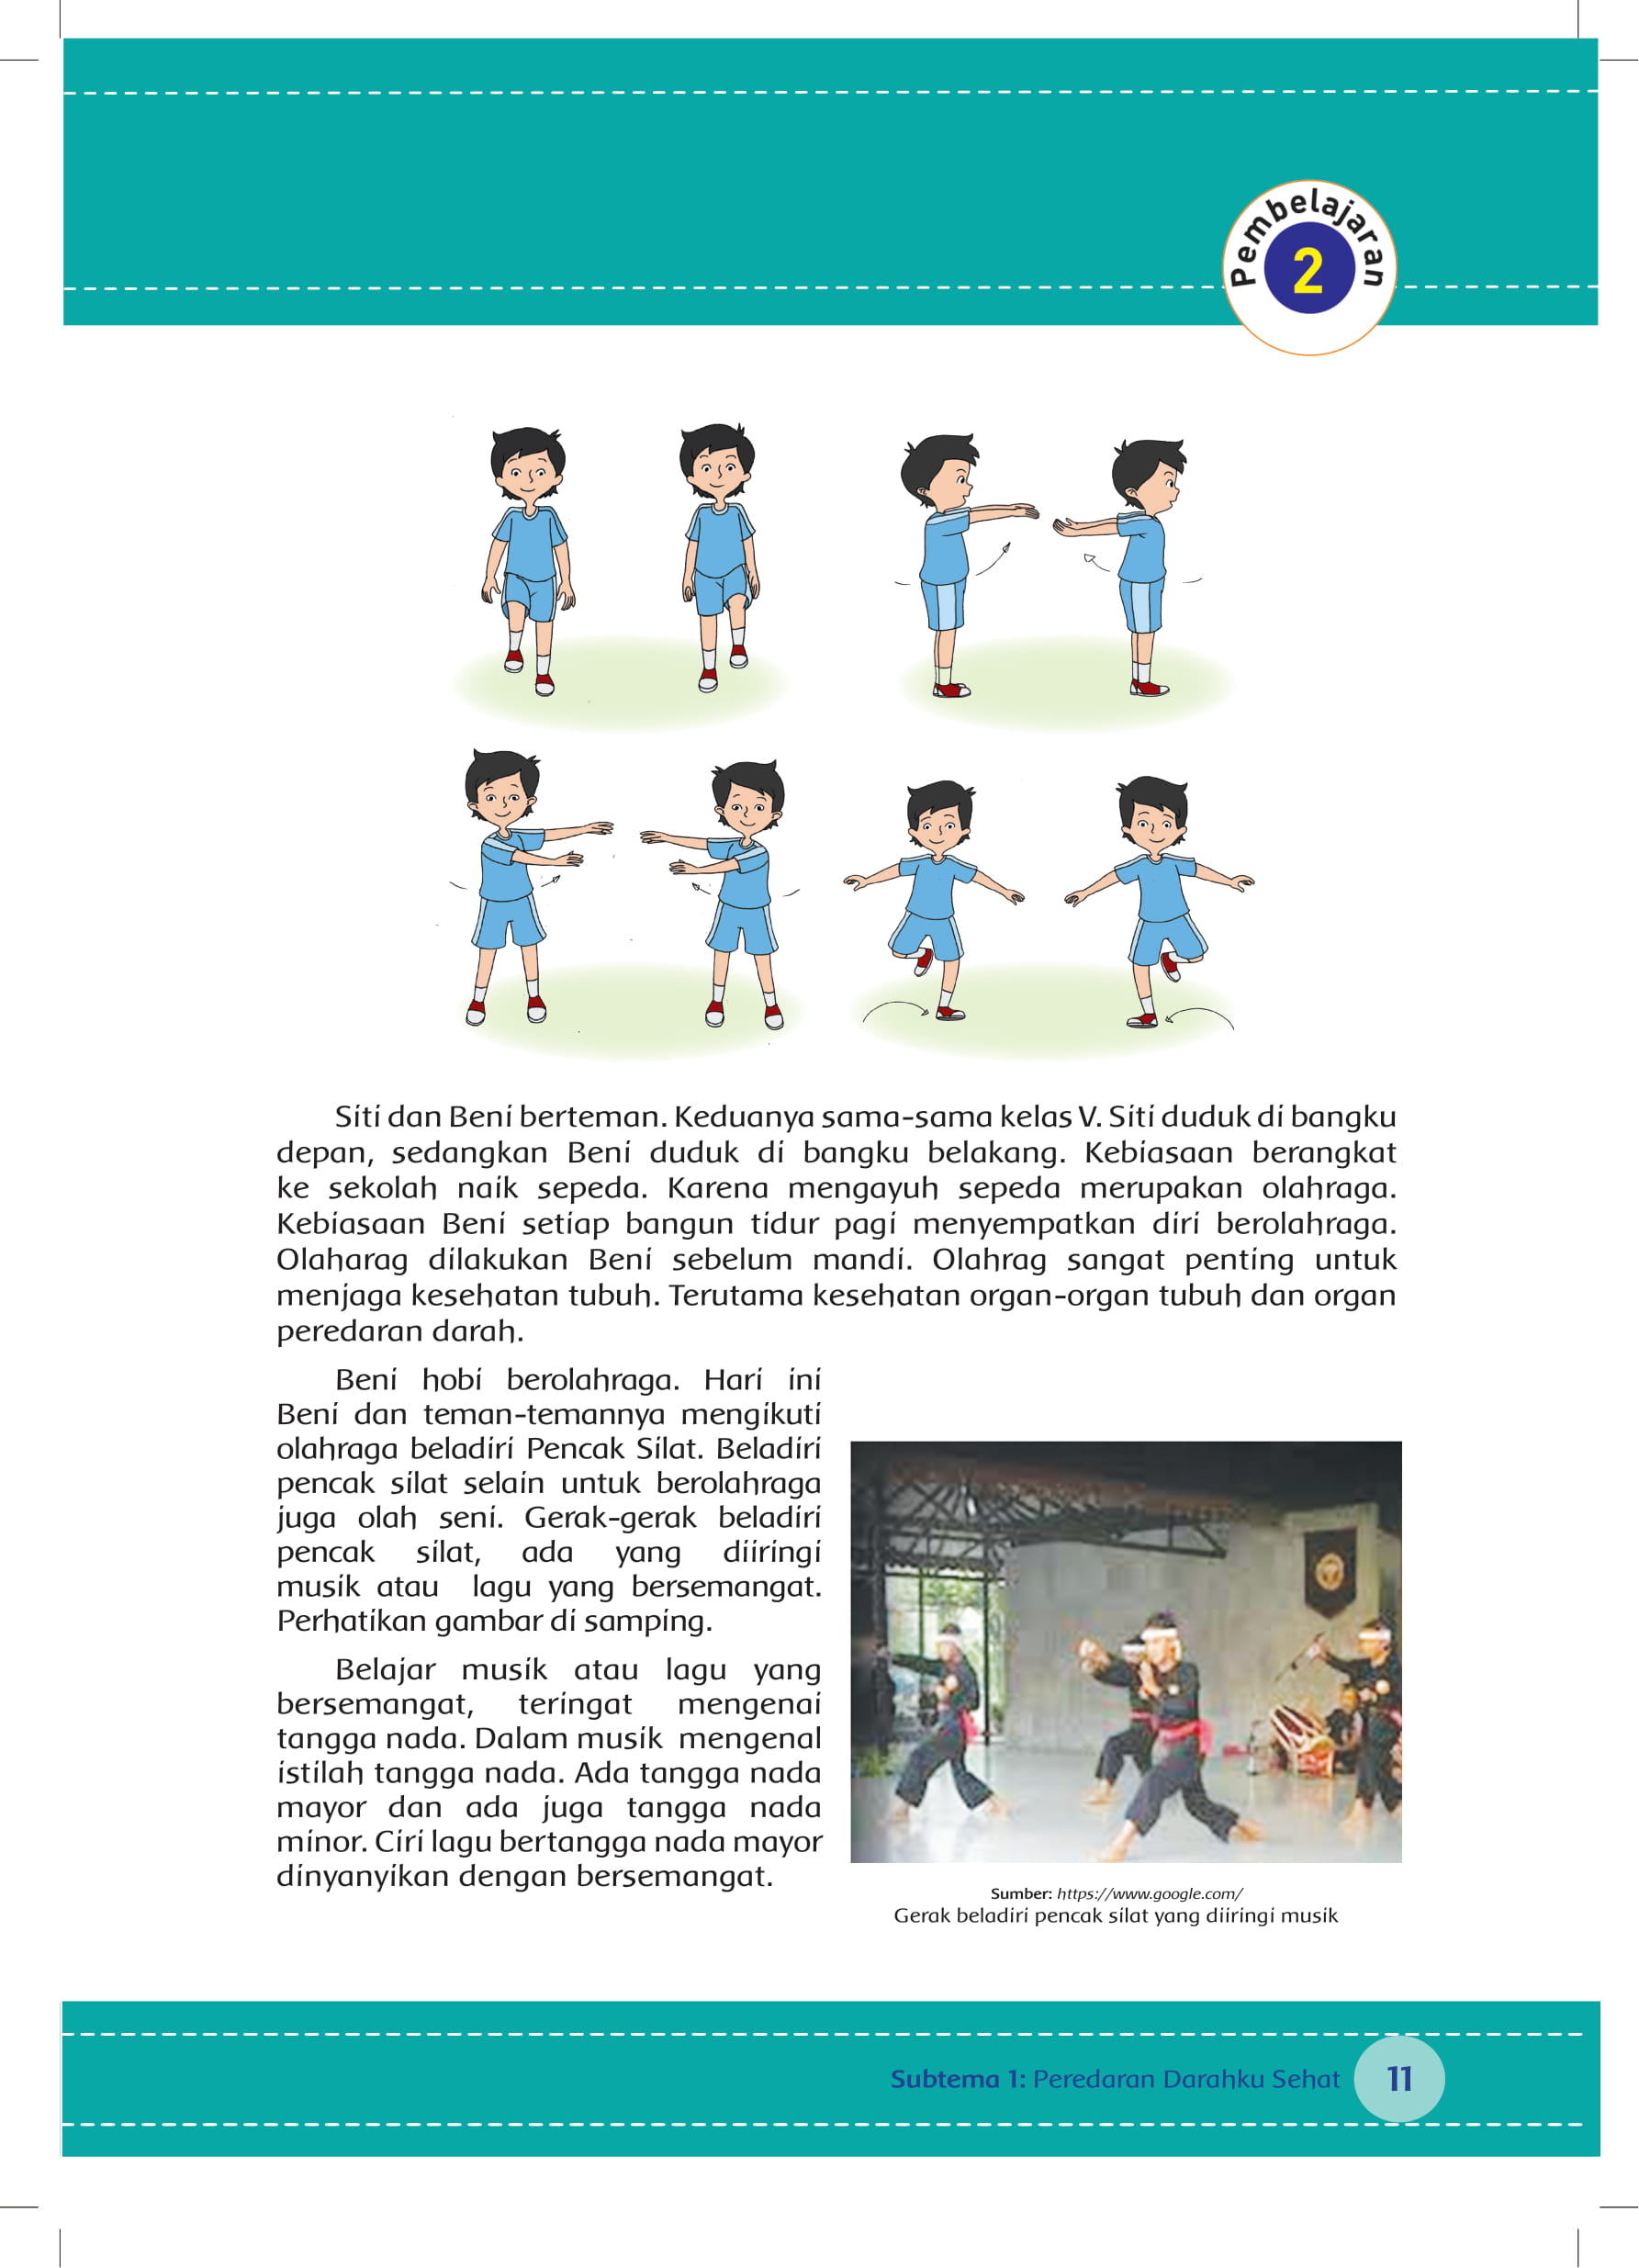 Pembelajaran
2
Siti dan Beni berteman. Keduanya sama-sama kelas V. Siti duduk di bangku
depan, sedangkan Beni duduk di bangku belakang. Kebiasaan berangkat
ke sekolah naik sepeda. Karena mengayuh sepeda merupakan olahraga.
Kebiasaan Beni setiap bangun tidur pagi menyempatkan diri berolahraga.
Olaharag dilakukan Beni sebelum mandi. Olahrag sangat penting untuk
menjaga kesehatan tubuh. Terutama kesehatan organ-organ tubuh dan organ
peredaran darah.
Beni hobi berolahraga. Hari ini
Beni dan teman-temannya mengikuti
olahraga beladiri Pencak Silat. Beladiri
pencak silat selain untuk berolahraga
juga olah seni. Gerak-gerak beladiri
pencak silat, ada yang diiringi
musik atau lagu yang bersemangat.
Perhatikan gambar di samping.
Belajar musik atau lagu yang
bersemangat, teringat mengenai
tangga nada. Dalam musik mengenal
istilah tangga nada. Ada tangga nada
mayor dan ada juga tangga nada
minor. Ciri lagu bertangga nada mayor
dinyanyikan dengan bersemangat.
Sumber: https://www.google.com/
Gerak beladiri pencak silat yang diiringi musik
Subtema 1: Peredaran Darahku Sehat
11